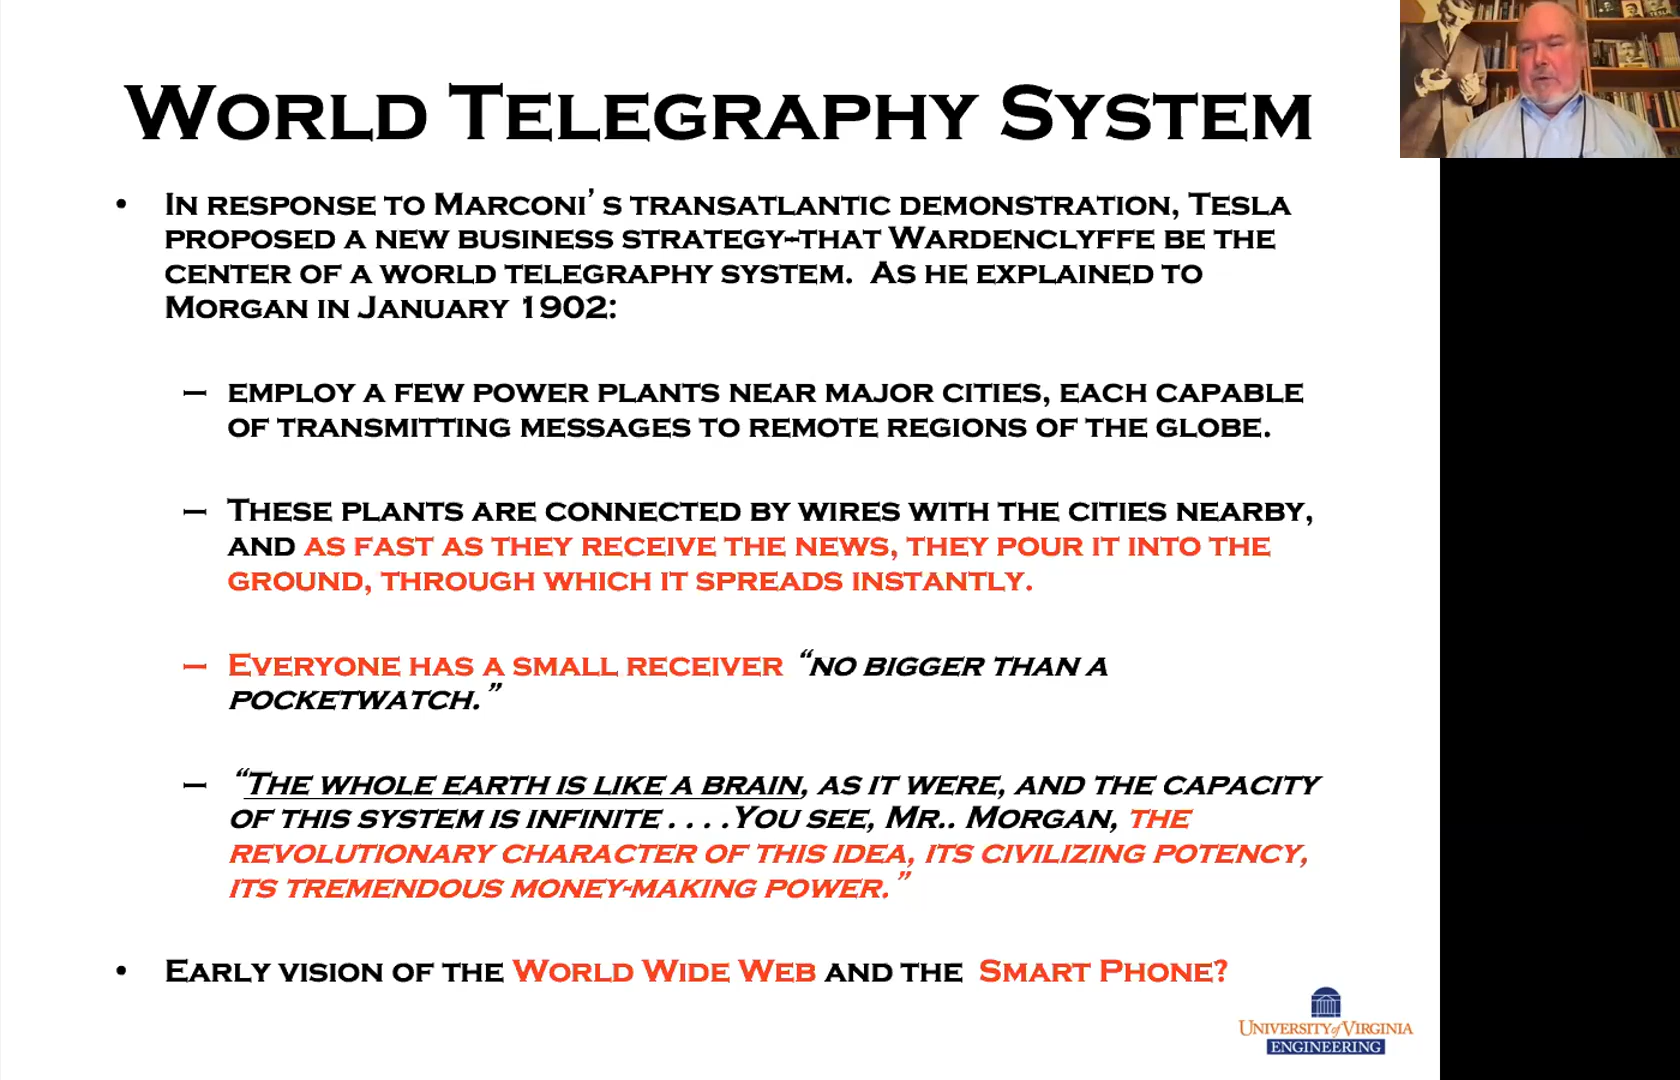 World Telegraphy System
• In response to Marconi’s transatlantic demonstration, Tesla
proposed a new business strategy–that Wardenclyffe be the
center of a world telegraphy system.  As he explained to
Morgan in January 1902:
– employ a few power plants near major cities, each capable
of transmitting messages to remote regions of the globe.
– These plants are connected by wires with the cities nearby,
and as fast as they receive the news, they pour it into the
ground, through which it spreads instantly.
– Everyone has a small receiver “no bigger than a
pocketwatch.”
– “The whole earth is like a brain, as it were, and the capacity
of this system is infinite . . . .You see, Mr.. Morgan, the
revolutionary character of this idea, its civilizing potency,
its tremendous money-making power.”
• Early vision of the World Wide Web and the  Smart Phone?
University of Virginia
ENGINEERING
TESLA